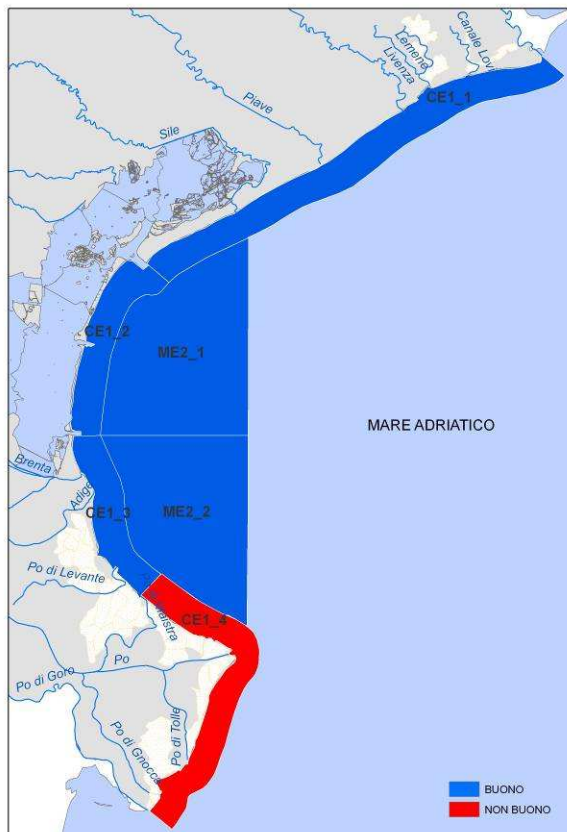 Canale Lovi
Lemene
Livenza
CE1_1
Piave
Sile
CE1_2
ME2_1
MARE ADRIATICO
Brenta
Adige
CE1_3
ME2_2
Po di Levante
CE1_4
Po
Po di Goro
Po di Tolle
Po di Gnocca
BUONO
NON BUONO